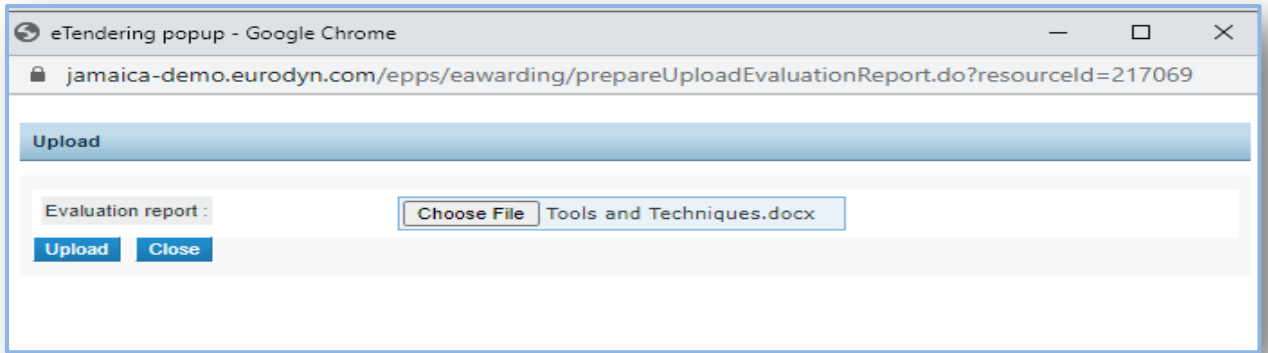 eTendering popup - Google Chrome
jamaica-demo.eurodyn.com/epps/eawarding/prepareUploadEvaluationReport.do?resourceId=217069
Upload
Evaluation report : Choose File Tools and Techniques.docx
Upload Close